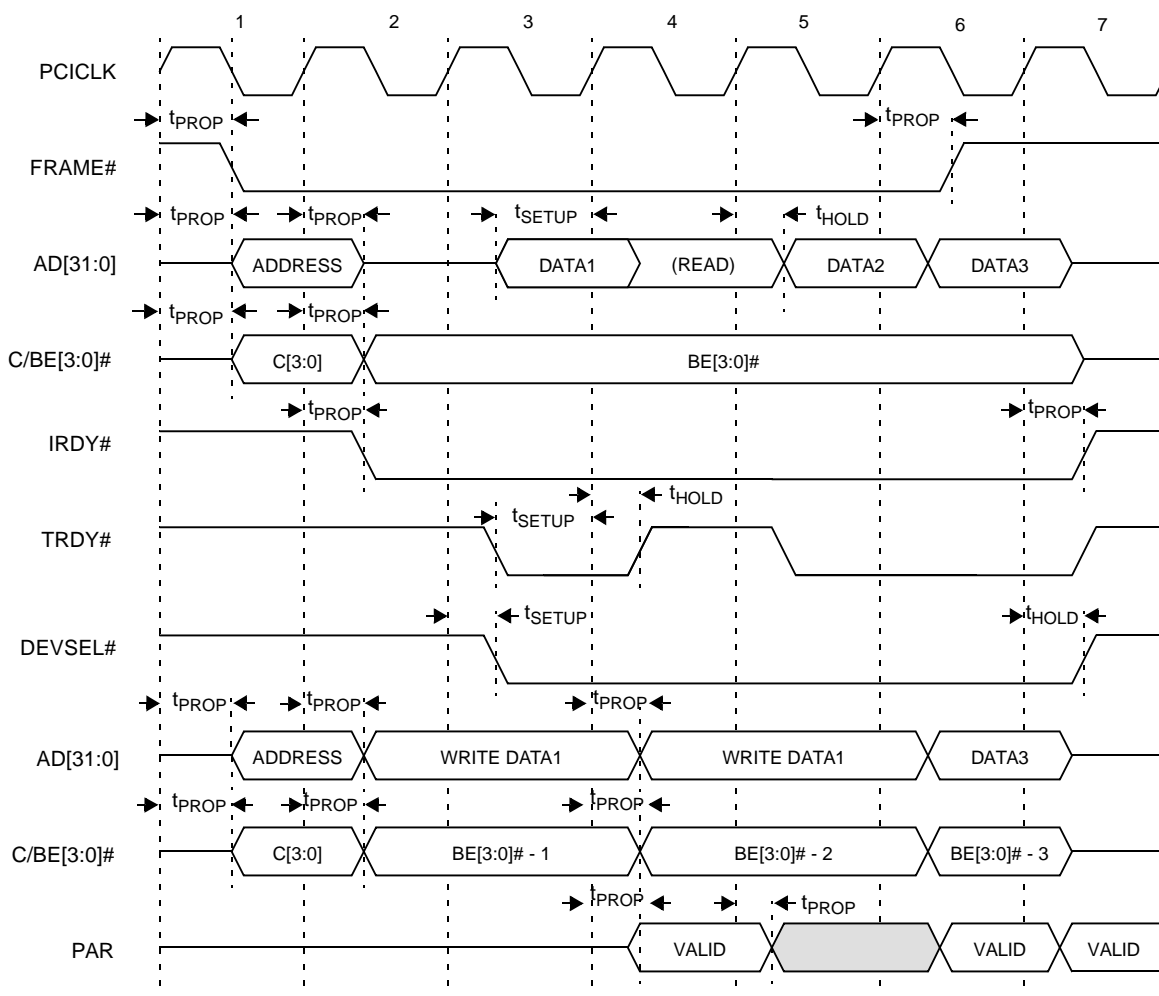 1 2 3 4 5 6 7
PCICLK
tPROP tPROP
FRAME#
tPROP tPROP tSETUP tHOLD
AD[31:0] ADDRESS DATA1 (READ) DATA2 DATA3
tPROP tPROP
C/BE[3:0]# C[3:0] BE[3:0]#
tPROP tPROP
IRDY#
tHOLD
tSETUP
TRDY#
tSETUP tHOLD
DEVSEL#
tPROP tPROP tPROP
AD[31:0] ADDRESS WRITE DATA1 WRITE DATA1 DATA3
tPROP tPROP tPROP
C/BE[3:0]# C[3:0] BE[3:0]# - 1 BE[3:0]# - 2 BE[3:0]# - 3
tPROP tPROP
PAR VALID VALID VALID